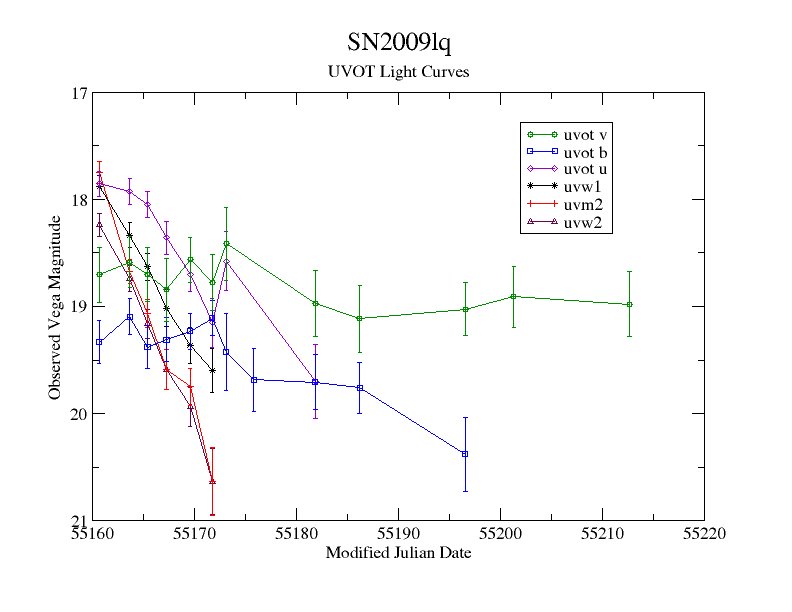 SN2009lq
UVOT Light Curves
17
18
19
20
21
Observed Vega Magnitude
uvot v
uvot b
uvot u
uvw1
uvm2
uvw2
55160 55170 55180 55190 55200 55210 55220
Modified Julian Date